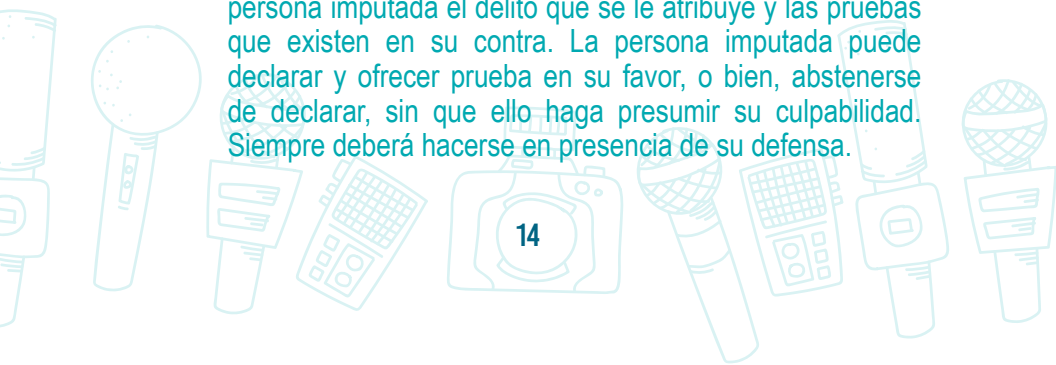 persona imputada el delito que se le atribuye y las pruebas
que existen en su contra. La persona imputada puede
declarar y ofrecer prueba en su favor, o bien, abstenerse
de declarar, sin que ello haga presumir su culpabilidad.
Siempre deberá hacerse en presencia de su defensa.
14